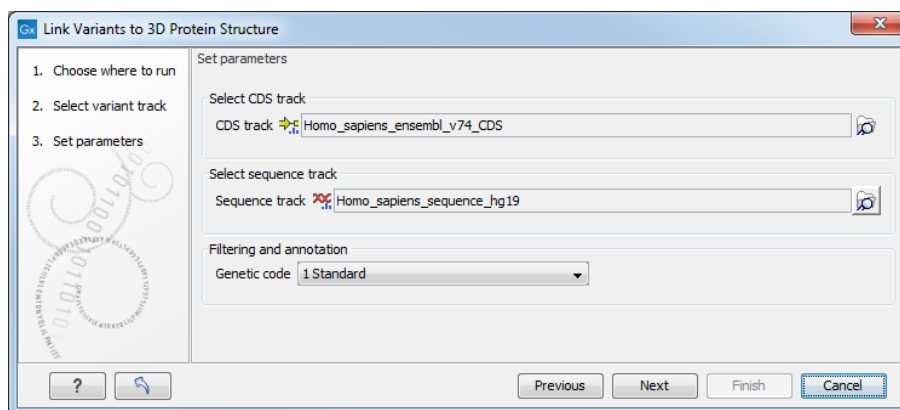 Gx Link Variants to 3D Protein Structure
1. Choose where to run
2. Select variant track
3. Set parameters
Set parameters
Select CDS track
CDS track Homo_sapiens_ensembl_v74_CDS
Select sequence track
Sequence track Homo_sapiens_sequence_hg19
Filtering and annotation
Genetic code 1 Standard
? Previous Next Finish Cancel